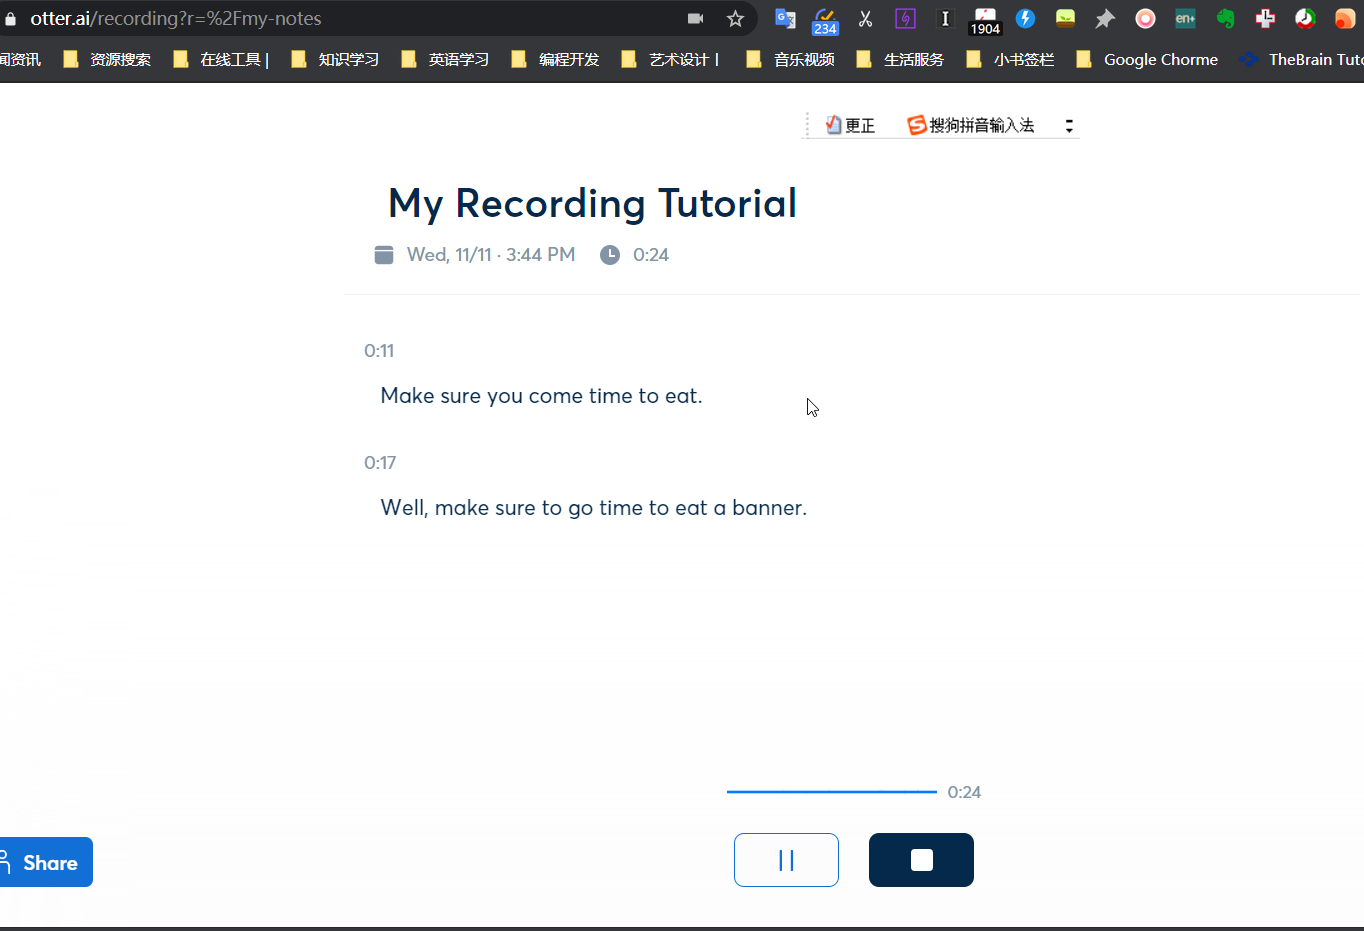 otter.ai/recording?r=%2Fmy-notes
234
1904
en+
闻资讯 资源搜索 在线工具 | 知识学习 英语学习 编程开发 艺术设计 | 音乐视频 生活服务 小书签栏 Google Chorme TheBrain Tuto
更正 搜狗拼音输入法
My Recording Tutorial
Wed, 11/11 · 3:44 PM 0:24
0:11
Make sure you come time to eat.
0:17
Well, make sure to go time to eat a banner.
0:24
Share